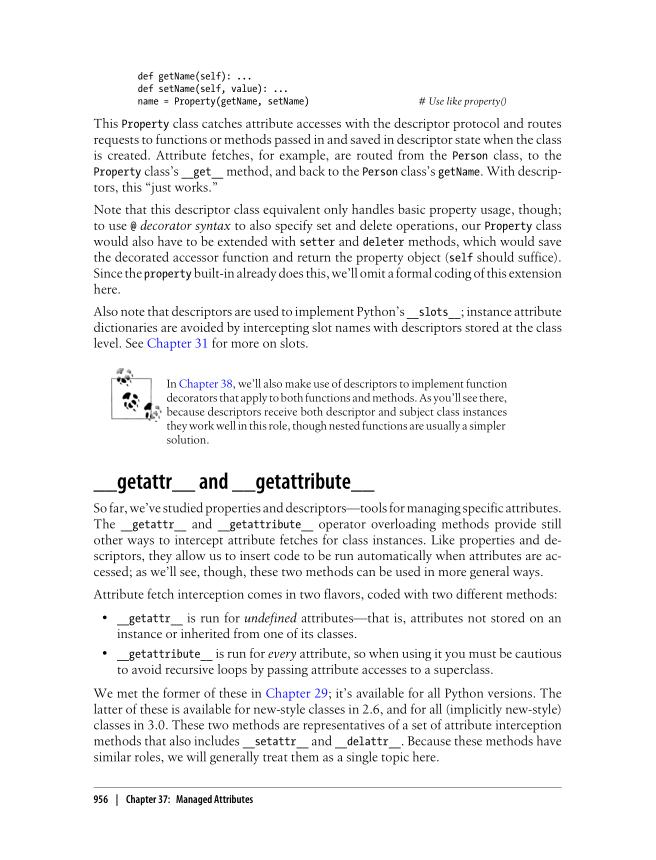 def getName(self): ...
def setName(self, value): ...
name = Property(getName, setName) # Use like property()
This Property class catches attribute accesses with the descriptor protocol and routes
requests to functions or methods passed in and saved in descriptor state when the class
is created. Attribute fetches, for example, are routed from the Person class, to the
Property class’s __get__ method, and back to the Person class’s getName. With descrip-
tors, this “just works.”
Note that this descriptor class equivalent only handles basic property usage, though;
to use @ decorator syntax to also specify set and delete operations, our Property class
would also have to be extended with setter and deleter methods, which would save
the decorated accessor function and return the property object (self should suffice).
Since the property built-in already does this, we’ll omit a formal coding of this extension
here.
Also note that descriptors are used to implement Python’s __slots__; instance attribute
dictionaries are avoided by intercepting slot names with descriptors stored at the class
level. See Chapter 31 for more on slots.
In Chapter 38, we’ll also make use of descriptors to implement function
decorators that apply to both functions and methods. As you’ll see there,
because descriptors receive both descriptor and subject class instances
they work well in this role, though nested functions are usually a simpler
solution.
__getattr__ and __getattribute__
So far, we’ve studied properties and descriptors—tools for managing specific attributes.
The __getattr__ and __getattribute__ operator overloading methods provide still
other ways to intercept attribute fetches for class instances. Like properties and de-
scriptors, they allow us to insert code to be run automatically when attributes are ac-
cessed; as we’ll see, though, these two methods can be used in more general ways.
Attribute fetch interception comes in two flavors, coded with two different methods:
• __getattr__ is run for undefined attributes—that is, attributes not stored on an
instance or inherited from one of its classes.
• __getattribute__ is run for every attribute, so when using it you must be cautious
to avoid recursive loops by passing attribute accesses to a superclass.
We met the former of these in Chapter 29; it’s available for all Python versions. The
latter of these is available for new-style classes in 2.6, and for all (implicitly new-style)
classes in 3.0. These two methods are representatives of a set of attribute interception
methods that also includes __setattr__ and __delattr__. Because these methods have
similar roles, we will generally treat them as a single topic here.
956 | Chapter 37: Managed Attributes